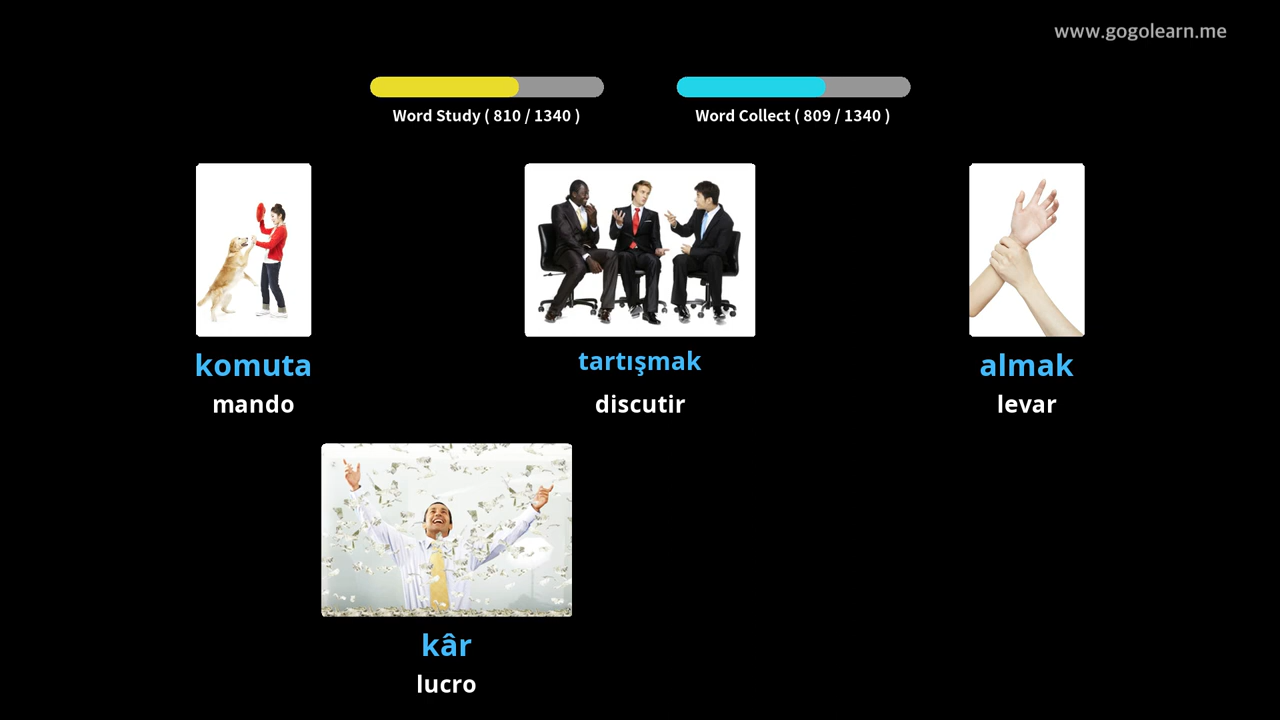 www.gogolearn.me
Word Study ( 810 / 1340 )
Word Collect ( 809 / 1340 )
komuta
mando
tartışmak
discutir
almak
levar
kâr
lucro